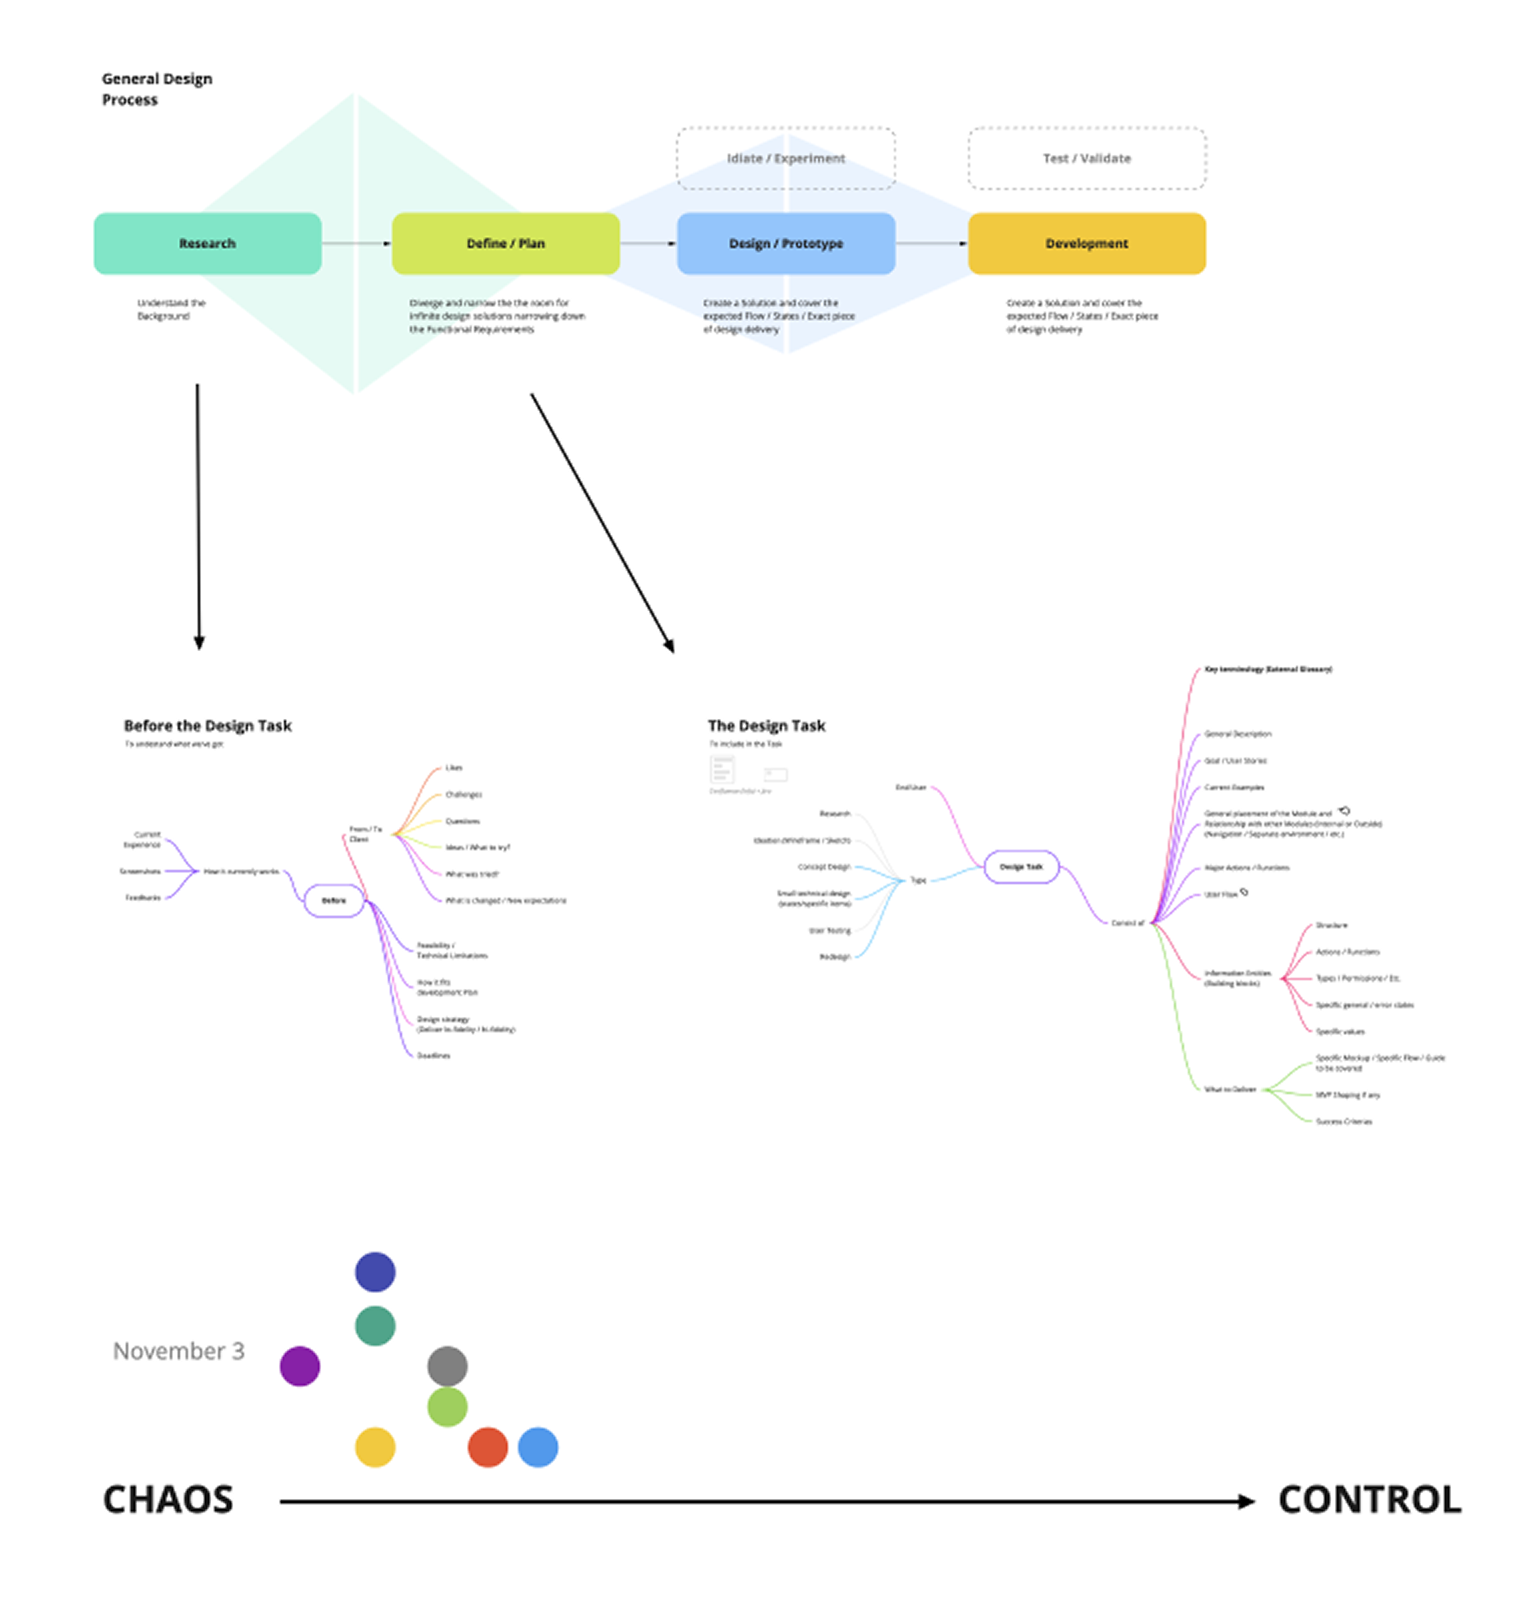 General Design
Process
Idiate / Experiment
Test / Validate
Research
Define / Plan
Design / Prototype
Development
Understand the
Background
Diverge and narrow the the room for
infinite design solutions narrowing down
the Functional Requirements
Create a Solution and cover the
expected Flow / States / Exact piece
of design delivery
Create a Solution and cover the
expected Flow / States / Exact piece
of design delivery
Before the Design Task
To understand what we've got
Current
Experience
Screenshots
Feedbacks
How it currently works
Before
From / To
Client
Likes
Challenges
Questions
Ideas / What to try?
What was tried?
What is changed / New expectations
Feasibility /
Technical Limitations
How it fits
development Plan
Design strategy
(Deliver lo-fidelity / hi-fidelity)
Deadlines
The Design Task
To include in the Task
End User
Research
Ideation (Wireframe / Sketch)
Concept Design
Small technical design
(states/specific items)
User Testing
Redesign
Type
Design Task
Consist of
Key terminology (External Glossary)
General Description
Goal / User Stories
Current Examples
General placement of the Module and
Relationship with other Modules (Internal or Outside)
(Navigation / Separate environment / etc.)
Major Actions / Functions
User Flow
Information Entities
(Building blocks)
Structure
Actions / Functions
Types / Permissions / Etc.
Specific general / error states
Specific values
What to Deliver
Specific Mockup / Specific Flow / Guide
to be covered
MVP Shaping if any
Success Criterias
November 3
CHAOS
CONTROL